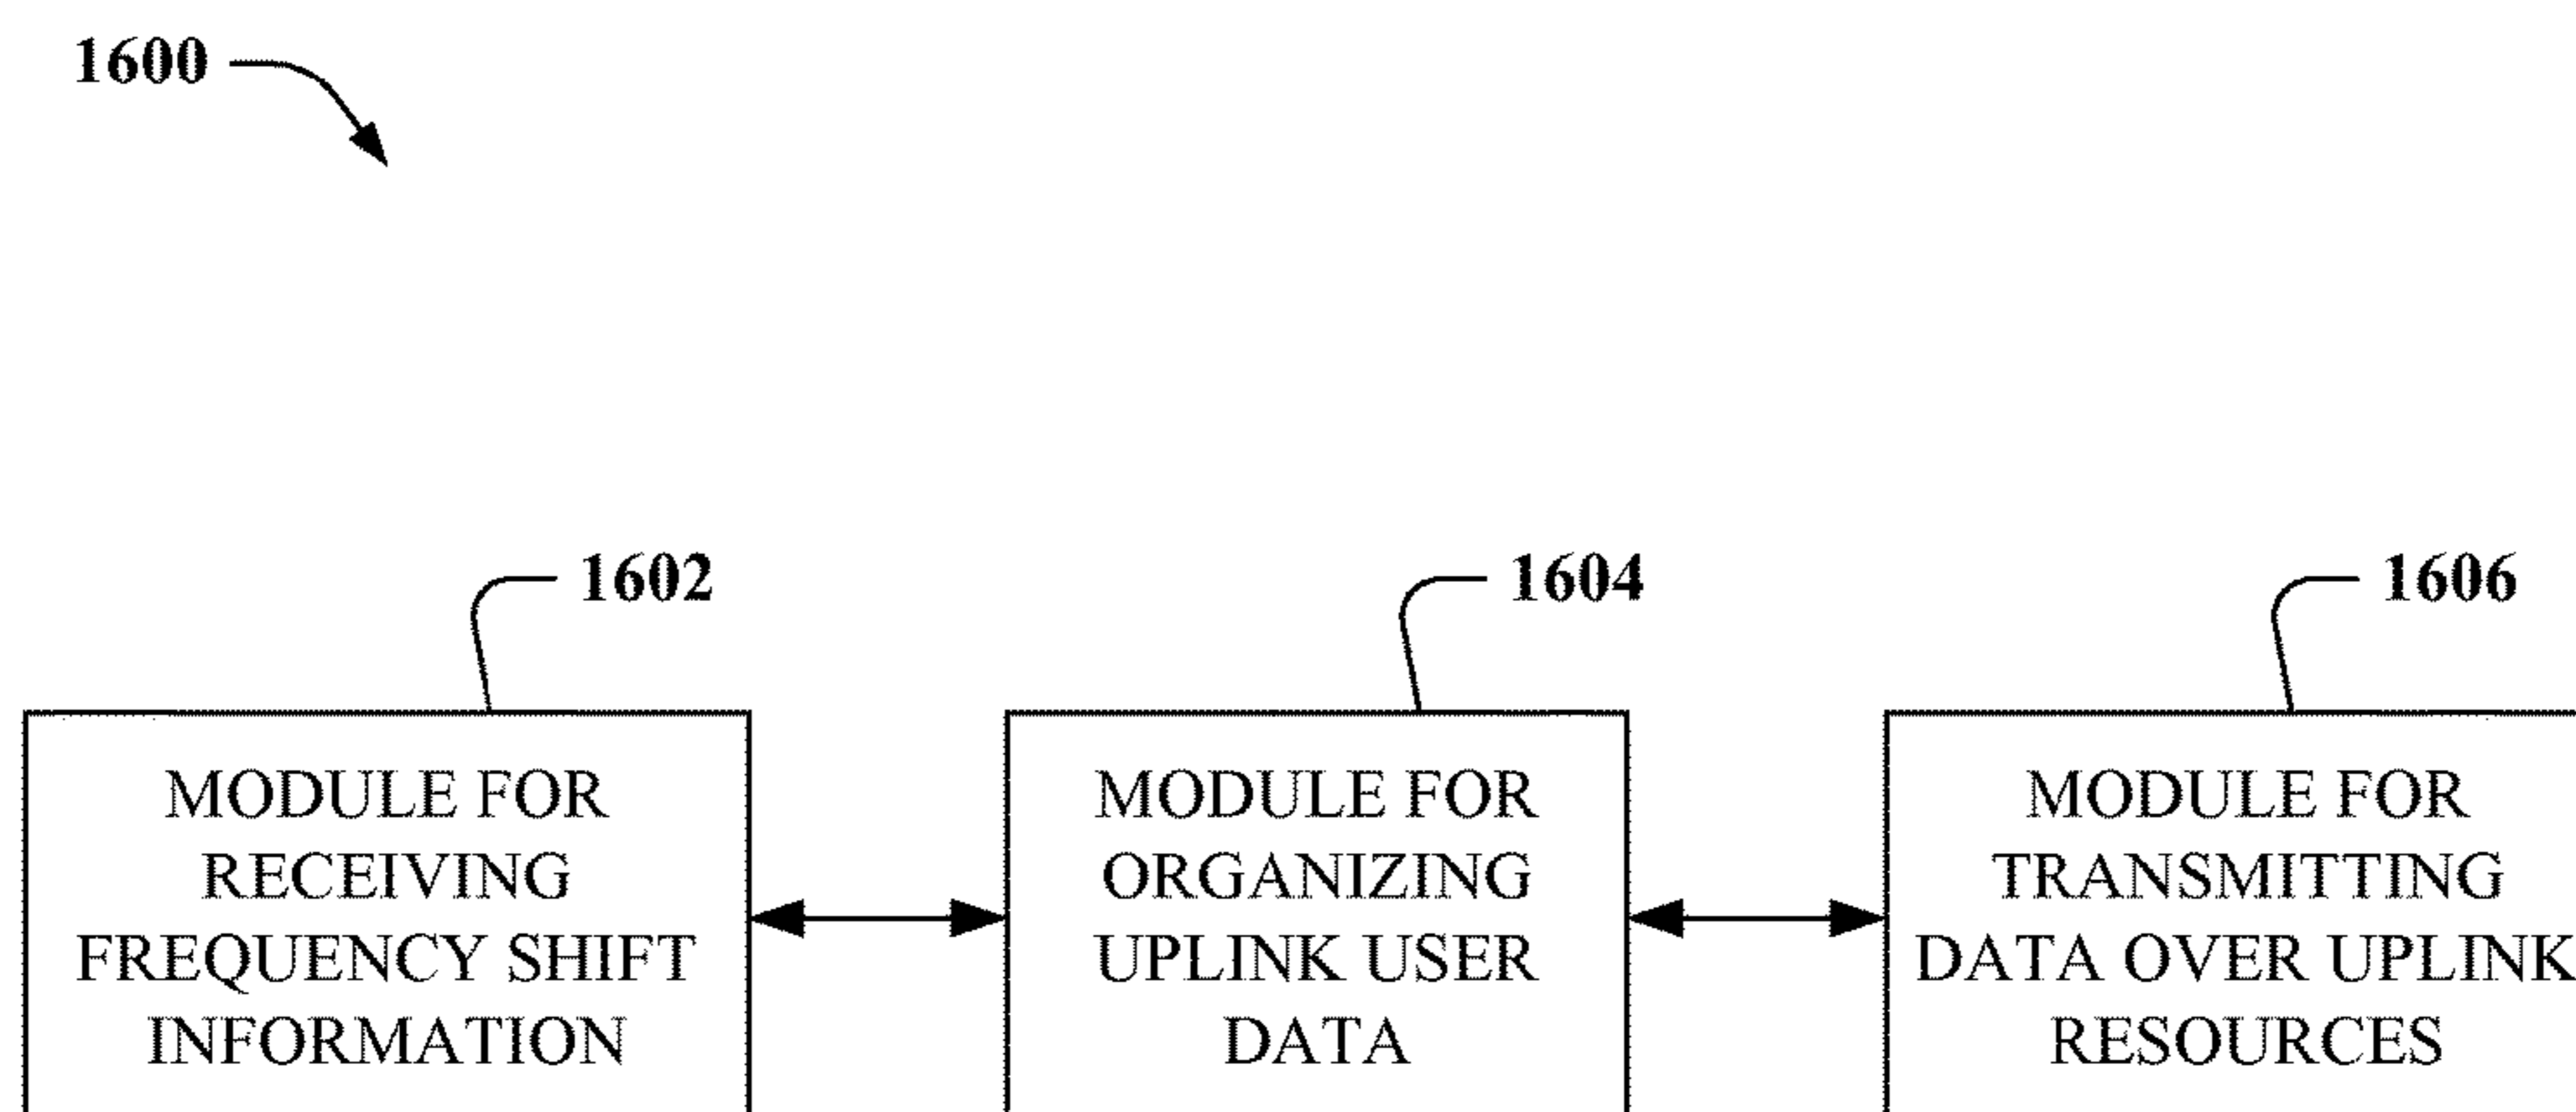 1600
1602
1604
1606
MODULE FOR
RECEIVING
FREQUENCY SHIFT
INFORMATION
MODULE FOR
ORGANIZING
UPLINK USER
DATA
MODULE FOR
TRANSMITTING
DATA OVER UPLINK
RESOURCES